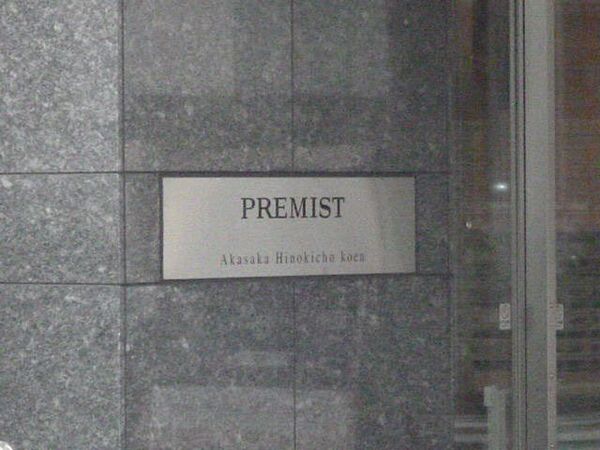 PREMIST
Akasaka Hinokicho koen